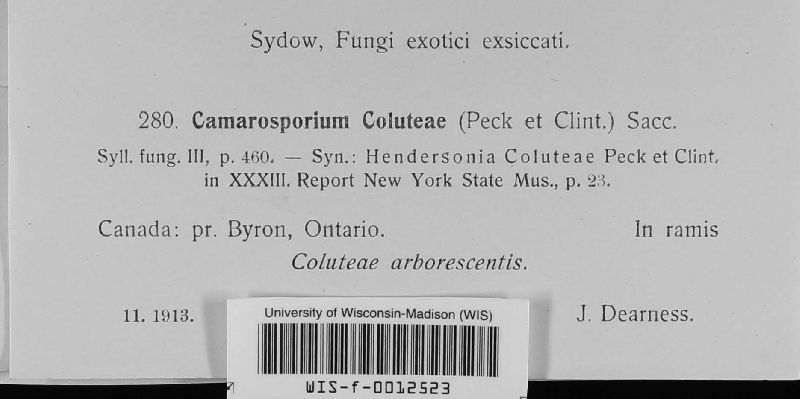 Sydow, Fungi exotici exsiccati.
280. Camarosporium Coluteae (Peck et Clint.) Sacc.
Syll. fung. III, p. 460. — Syn.: Hendersonia Coluteae Peck et Clint.
in XXXIII. Report New York State Mus., p. 23.
Canada: pr. Byron, Ontario. In ramis
Coluteae arborescentis.
11. 1913. J. Dearness.
University of Wisconsin-Madison (WIS)
WIS-f-0012523